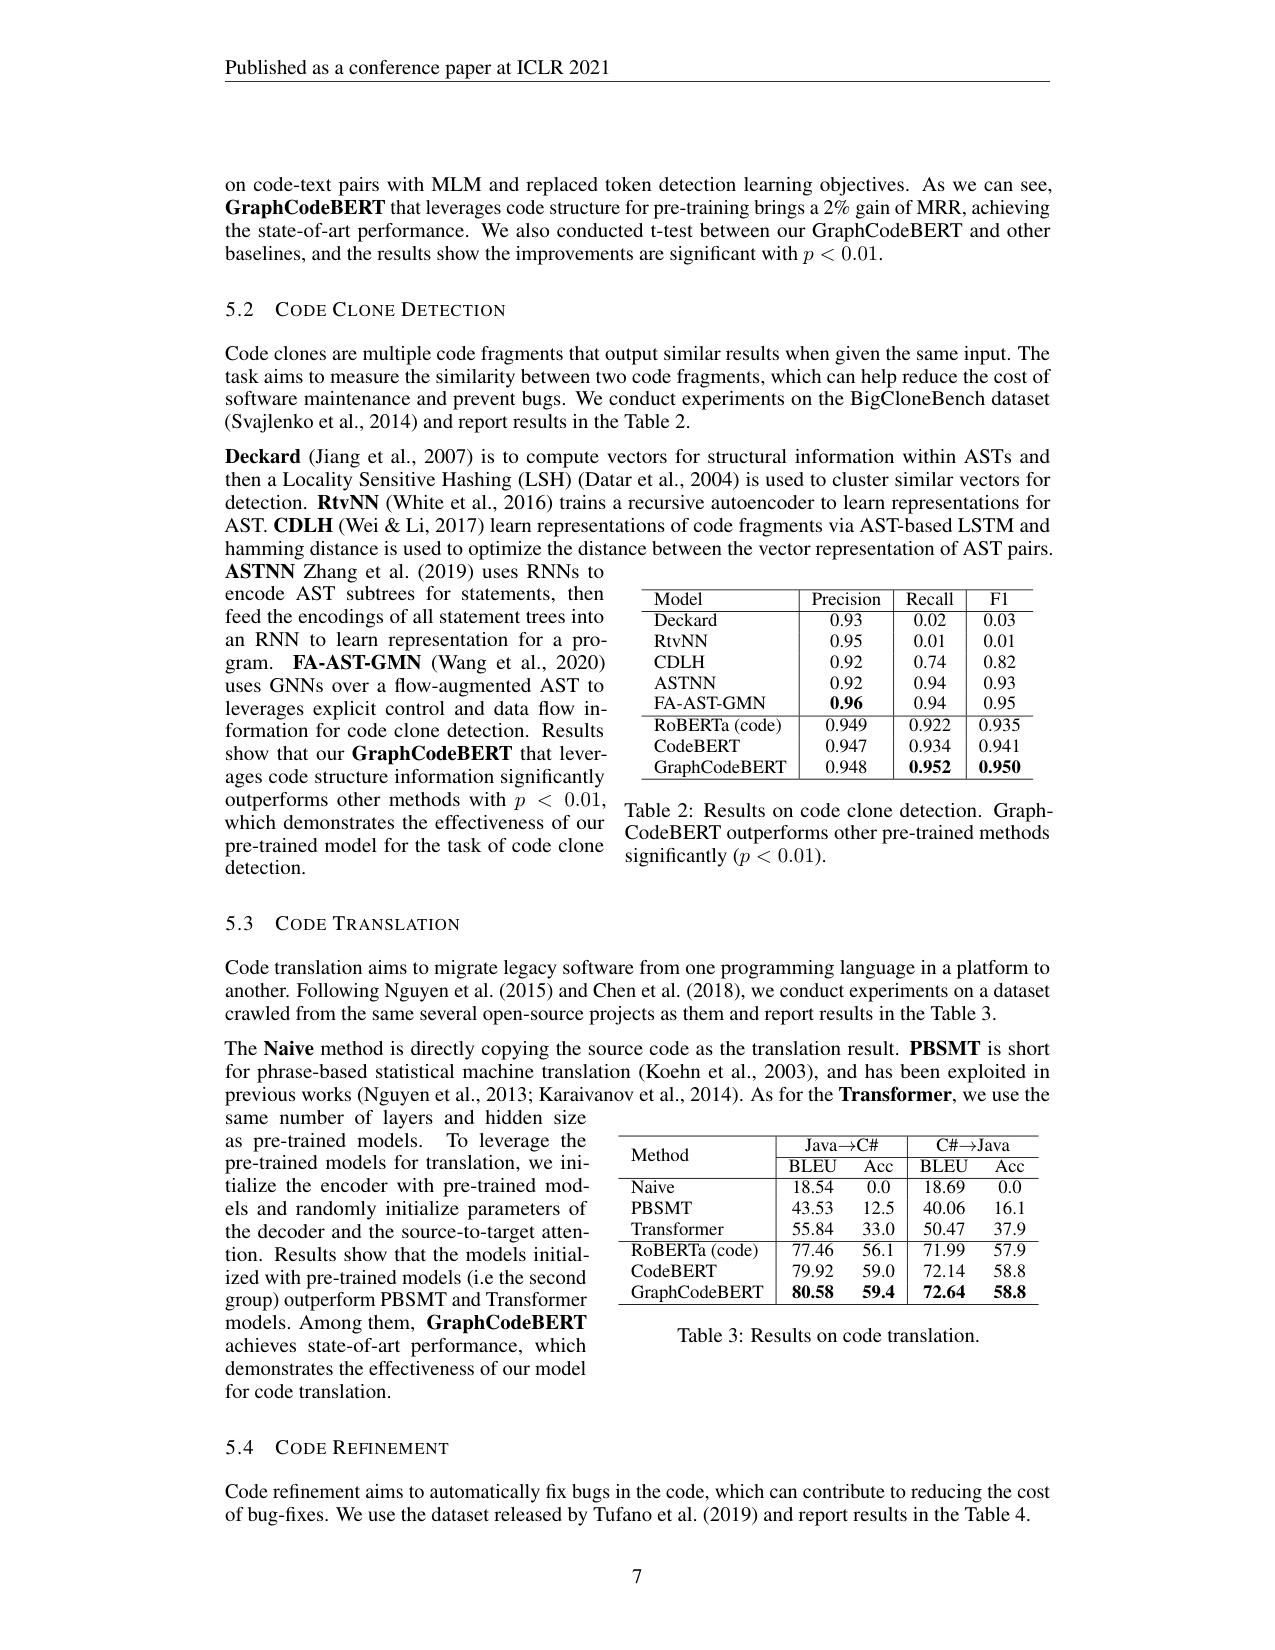 Published as a conference paper at ICLR 2021
on code-text pairs with MLM and replaced token detection learning objectives. As we can see,
GraphCodeBERT that leverages code structure for pre-training brings a 2% gain of MRR, achieving
the state-of-art performance. We also conducted t-test between our GraphCodeBERT and other
baselines, and the results show the improvements are significant with p < 0.01.
5.2 CODE CLONE DETECTION
Code clones are multiple code fragments that output similar results when given the same input. The
task aims to measure the similarity between two code fragments, which can help reduce the cost of
software maintenance and prevent bugs. We conduct experiments on the BigCloneBench dataset
(Svajlenko et al., 2014) and report results in the Table 2.
Deckard (Jiang et al., 2007) is to compute vectors for structural information within ASTs and
then a Locality Sensitive Hashing (LSH) (Datar et al., 2004) is used to cluster similar vectors for
detection. RtvNN (White et al., 2016) trains a recursive autoencoder to learn representations for
AST. CDLH (Wei & Li, 2017) learn representations of code fragments via AST-based LSTM and
hamming distance is used to optimize the distance between the vector representation of AST pairs.
ASTNN Zhang et al. (2019) uses RNNs to
encode AST subtrees for statements, then
feed the encodings of all statement trees into
an RNN to learn representation for a pro-
gram. FA-AST-GMN (Wang et al., 2020)
uses GNNs over a flow-augmented AST to
leverages explicit control and data flow in-
formation for code clone detection. Results
show that our GraphCodeBERT that lever-
ages code structure information significantly
outperforms other methods with p < 0.01,
which demonstrates the effectiveness of our
pre-trained model for the task of code clone
detection.
Model Precision Recall F1
Deckard 0.93 0.02 0.03
RtvNN 0.95 0.01 0.01
CDLH 0.92 0.74 0.82
ASTNN 0.92 0.94 0.93
FA-AST-GMN 0.96 0.94 0.95
RoBERTa (code) 0.949 0.922 0.935
CodeBERT 0.947 0.934 0.941
GraphCodeBERT 0.948 0.952 0.950
Table 2: Results on code clone detection. Graph-
CodeBERT outperforms other pre-trained methods
significantly (p < 0.01).
5.3 CODE TRANSLATION
Code translation aims to migrate legacy software from one programming language in a platform to
another. Following Nguyen et al. (2015) and Chen et al. (2018), we conduct experiments on a dataset
crawled from the same several open-source projects as them and report results in the Table 3.
The Naive method is directly copying the source code as the translation result. PBSMT is short
for phrase-based statistical machine translation (Koehn et al., 2003), and has been exploited in
previous works (Nguyen et al., 2013; Karaivanov et al., 2014). As for the Transformer, we use the
same number of layers and hidden size
as pre-trained models. To leverage the
pre-trained models for translation, we ini-
tialize the encoder with pre-trained mod-
els and randomly initialize parameters of
the decoder and the source-to-target atten-
tion. Results show that the models initial-
ized with pre-trained models (i.e the second
group) outperform PBSMT and Transformer
models. Among them, GraphCodeBERT
achieves state-of-art performance, which
demonstrates the effectiveness of our model
for code translation.
Method Java→C# C#→Java
BLEU Acc BLEU Acc
Naive 18.54 0.0 18.69 0.0
PBSMT 43.53 12.5 40.06 16.1
Transformer 55.84 33.0 50.47 37.9
RoBERTa (code) 77.46 56.1 71.99 57.9
CodeBERT 79.92 59.0 72.14 58.8
GraphCodeBERT 80.58 59.4 72.64 58.8
Table 3: Results on code translation.
5.4 CODE REFINEMENT
Code refinement aims to automatically fix bugs in the code, which can contribute to reducing the cost
of bug-fixes. We use the dataset released by Tufano et al. (2019) and report results in the Table 4.
7